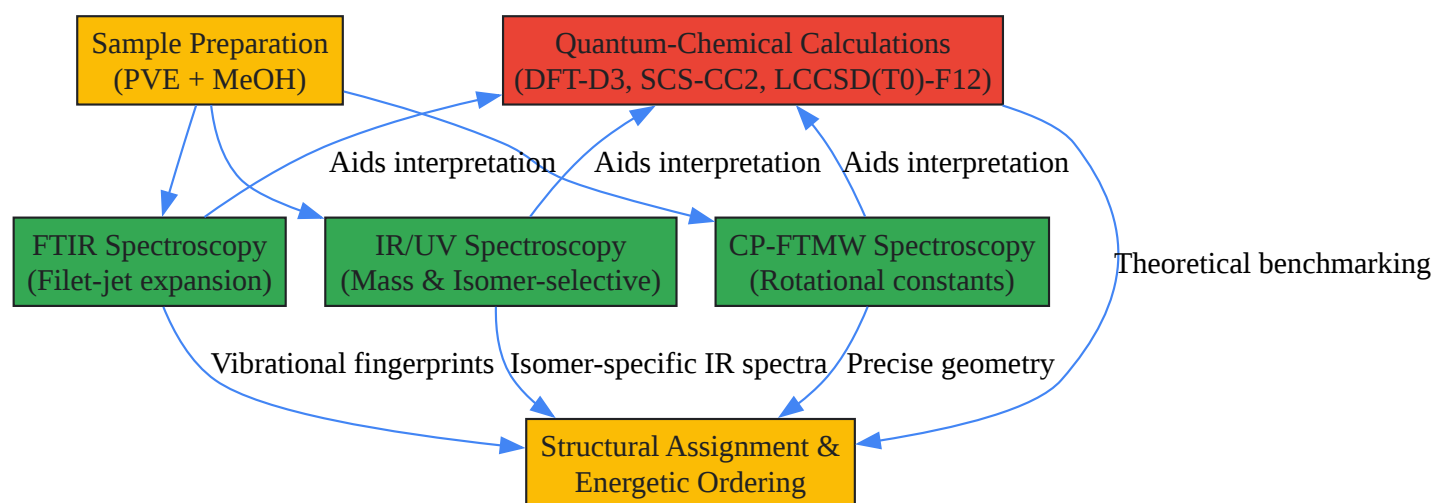 Sample Preparation
(PVE + MeOH)
Quantum-Chemical Calculations
(DFT-D3, SCS-CC2, LCCSD(T0)-F12)
Aids interpretation
Aids interpretation
Aids interpretation
FTIR Spectroscopy
(Filet-jet expansion)
IR/UV Spectroscopy
(Mass & Isomer-selective)
CP-FTMW Spectroscopy
(Rotational constants)
Theoretical benchmarking
Vibrational fingerprints
Isomer-specific IR spectra
Precise geometry
Structural Assignment &
Energetic Ordering